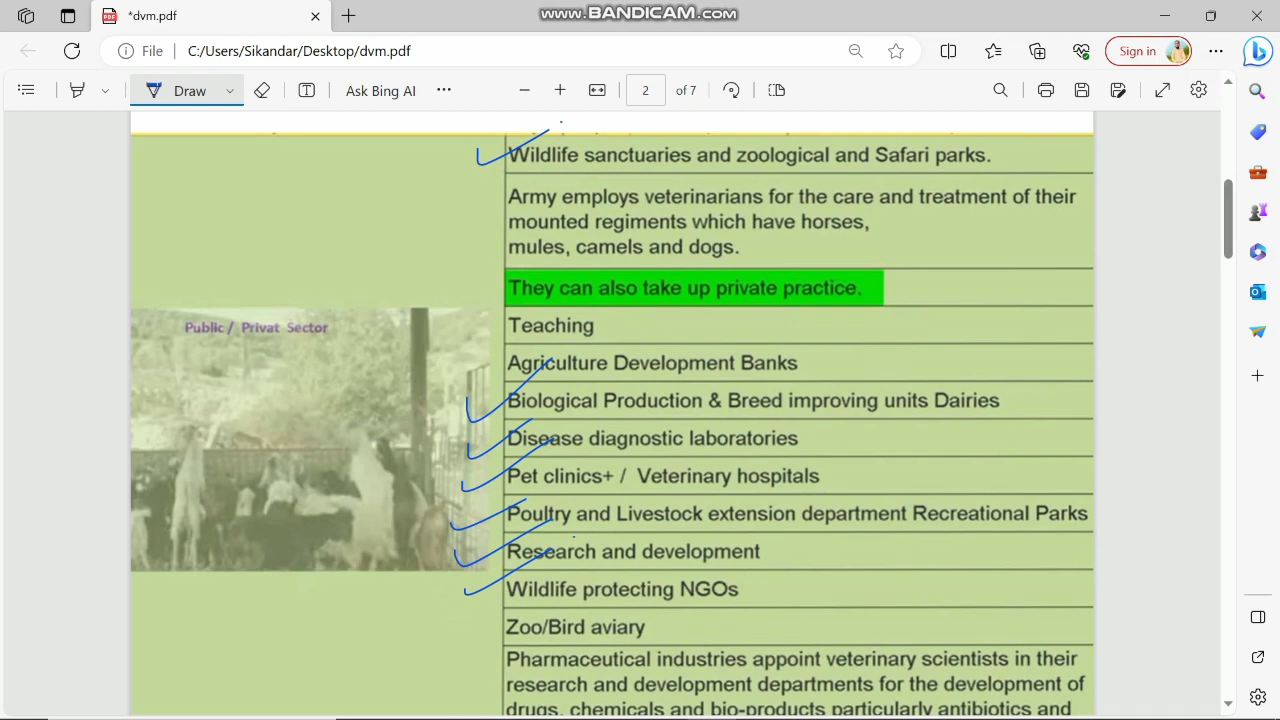 *dvm.pdf
www.BANDICAM.com
File
C:/Users/Sikandar/Desktop/dvm.pdf
Sign in
Draw
Ask Bing AI
2 of 7
Wildlife sanctuaries and zoological and Safari parks.
Army employs veterinarians for the care and treatment of their
mounted regiments which have horses,
mules, camels and dogs.
They can also take up private practice.
Public / Privat Sector
Teaching
Agriculture Development Banks
Biological Production & Breed improving units Dairies
Disease diagnostic laboratories
Pet clinics+ / Veterinary hospitals
Poultry and Livestock extension department Recreational Parks
Research and development
Wildlife protecting NGOs
Zoo/Bird aviary
Pharmaceutical industries appoint veterinary scientists in their
research and development departments for the development of
drugs, chemicals and bio-products particularly antibiotics and